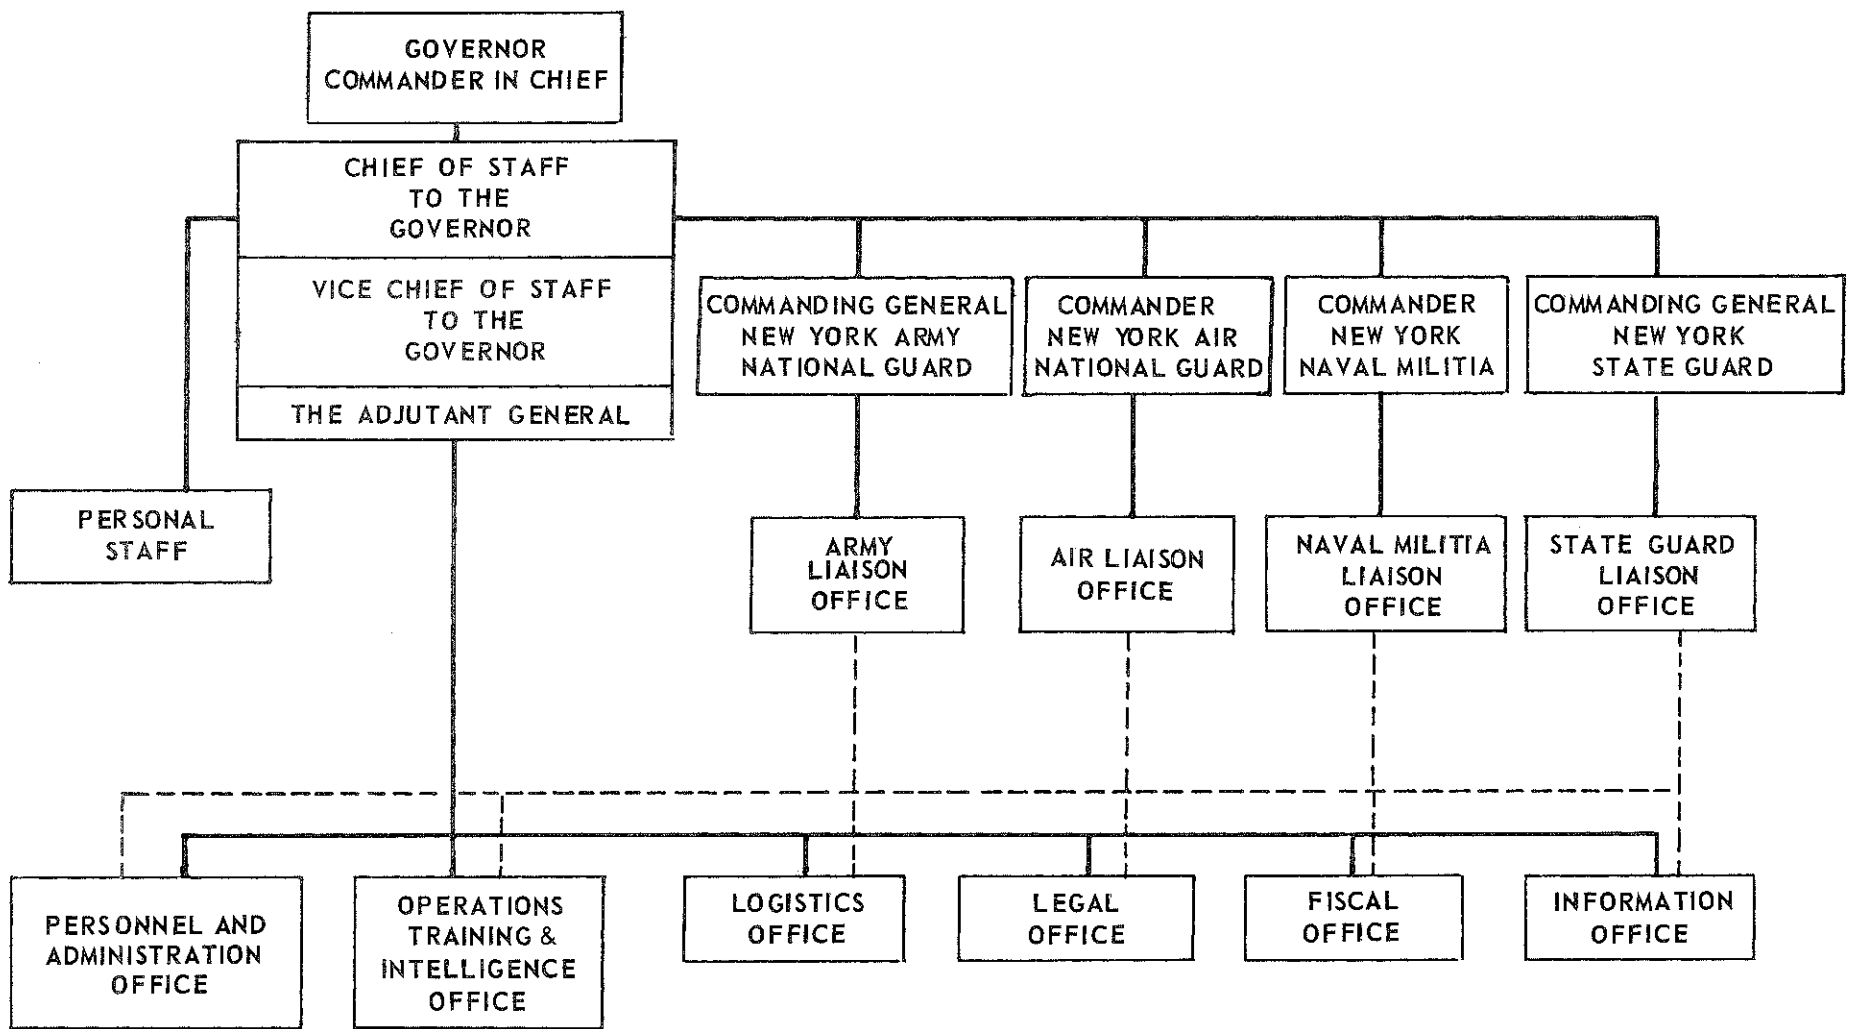 GOVERNOR
COMMANDER IN CHIEF
CHIEF OF STAFF
TO THE
GOVERNOR
VICE CHIEF OF STAFF
TO THE
GOVERNOR
THE ADJUTANT GENERAL
COMMANDING GENERAL
NEW YORK ARMY
NATIONAL GUARD
COMMANDER
NEW YORK AIR
NATIONAL GUARD
COMMANDER
NEW YORK
NAVAL MILITIA
COMMANDING GENERAL
NEW YORK
STATE GUARD
PERSONAL
STAFF
ARMY
LIAISON
OFFICE
AIR LIAISON
OFFICE
NAVAL MILITIA
LIAISON
OFFICE
STATE GUARD
LIAISON
OFFICE
PERSONNEL AND
ADMINISTRATION
OFFICE
OPERATIONS
TRAINING &
INTELLIGENCE
OFFICE
LOGISTICS
OFFICE
LEGAL
OFFICE
FISCAL
OFFICE
INFORMATION
OFFICE